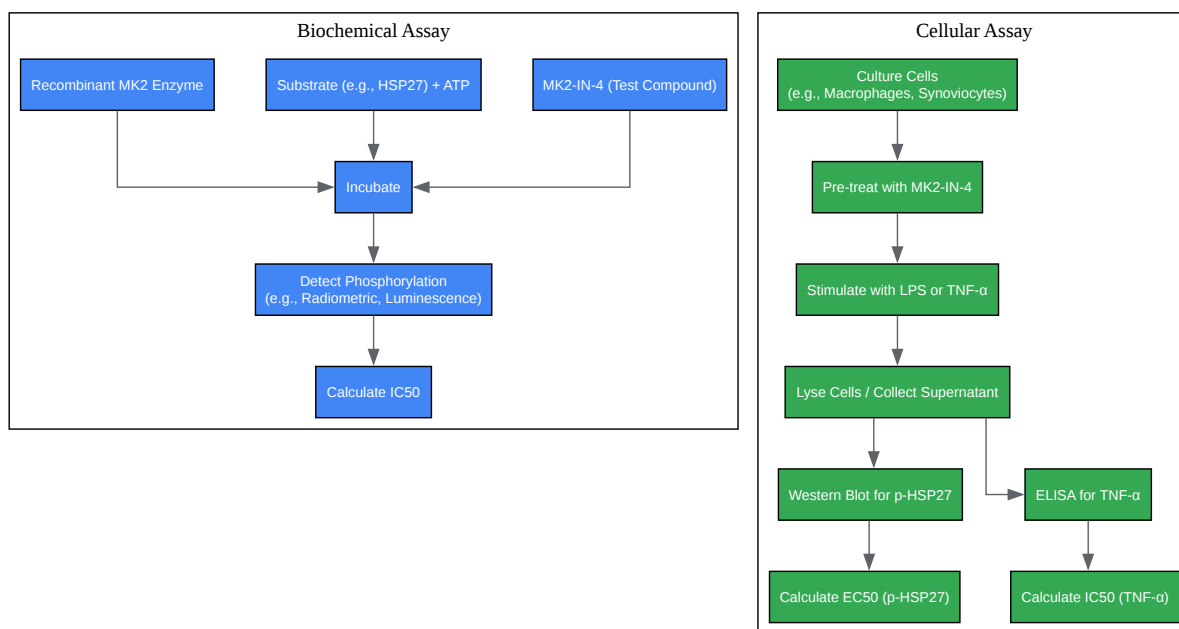 Biochemical Assay
Recombinant MK2 Enzyme
Substrate (e.g., HSP27) + ATP
MK2-IN-4 (Test Compound)
Incubate
Detect Phosphorylation
(e.g., Radiometric, Luminescence)
Calculate IC50
Cellular Assay
Culture Cells
(e.g., Macrophages, Synoviocytes)
Pre-treat with MK2-IN-4
Stimulate with LPS or TNF-α
Lyse Cells / Collect Supernatant
Western Blot for p-HSP27
ELISA for TNF-α
Calculate EC50 (p-HSP27)
Calculate IC50 (TNF-α)